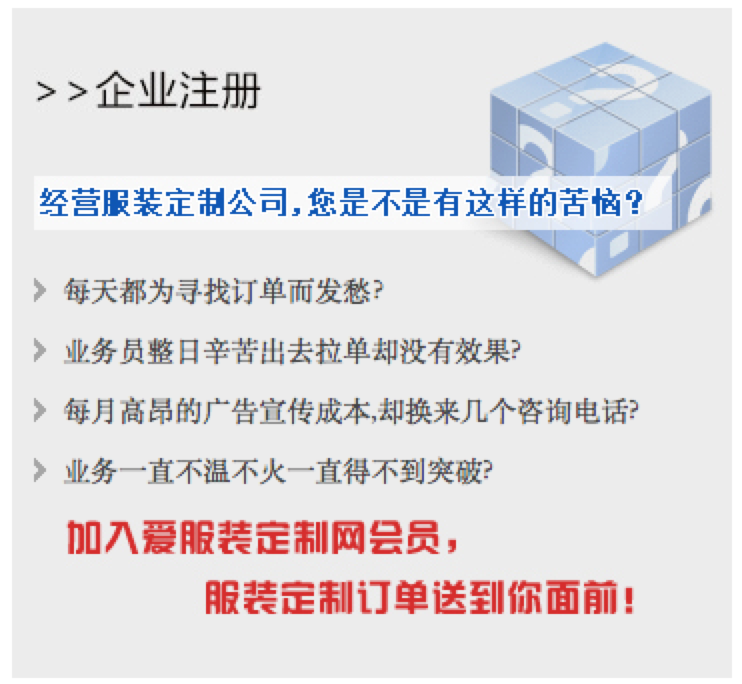 >>企业注册
经营服装定制公司,您是不是有这样的苦恼?
每天都为寻找订单而发愁?
业务员整日辛苦出去拉单却没有效果?
每月高昂的广告宣传成本,却换来几个咨询电话?
业务一直不温不火一直得不到突破?
加入爱服装定制网会员，
服装定制订单送到你面前！